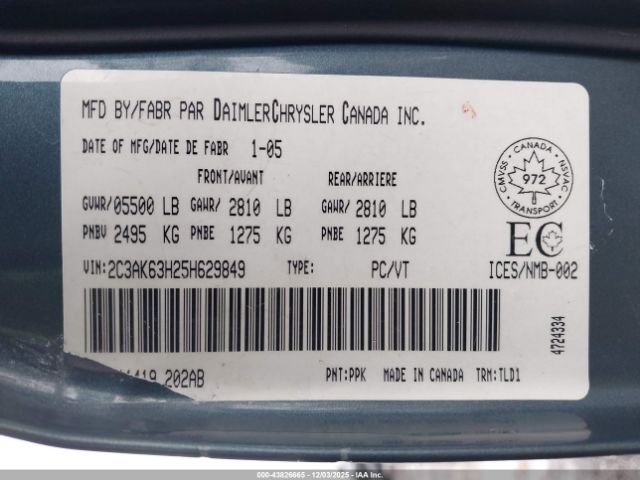 MFD BY/FABR PAR DAIMLERCHRYSLER CANADA INC.
DATE OF MFG/DATE DE FABR 1-05
FRONT/AVANT REAR/ARRIERE
GVWR/05500 LB GAWR/ 2810 LB GAWR/ 2810 LB
PNBV 2495 KG PNBE 1275 KG PNBE 1275 KG
VIN:2C3AK63H25H629849 TYPE: PC/VT
CANADA
CMVSS 972 NSVAC
TRANSPORT
EC
ICES/NMB-002
4724334
6419 202AB PNT:PPK MADE IN CANADA TRM:TLD1
000-43826665 - 12/03/2025 - IAA Inc.